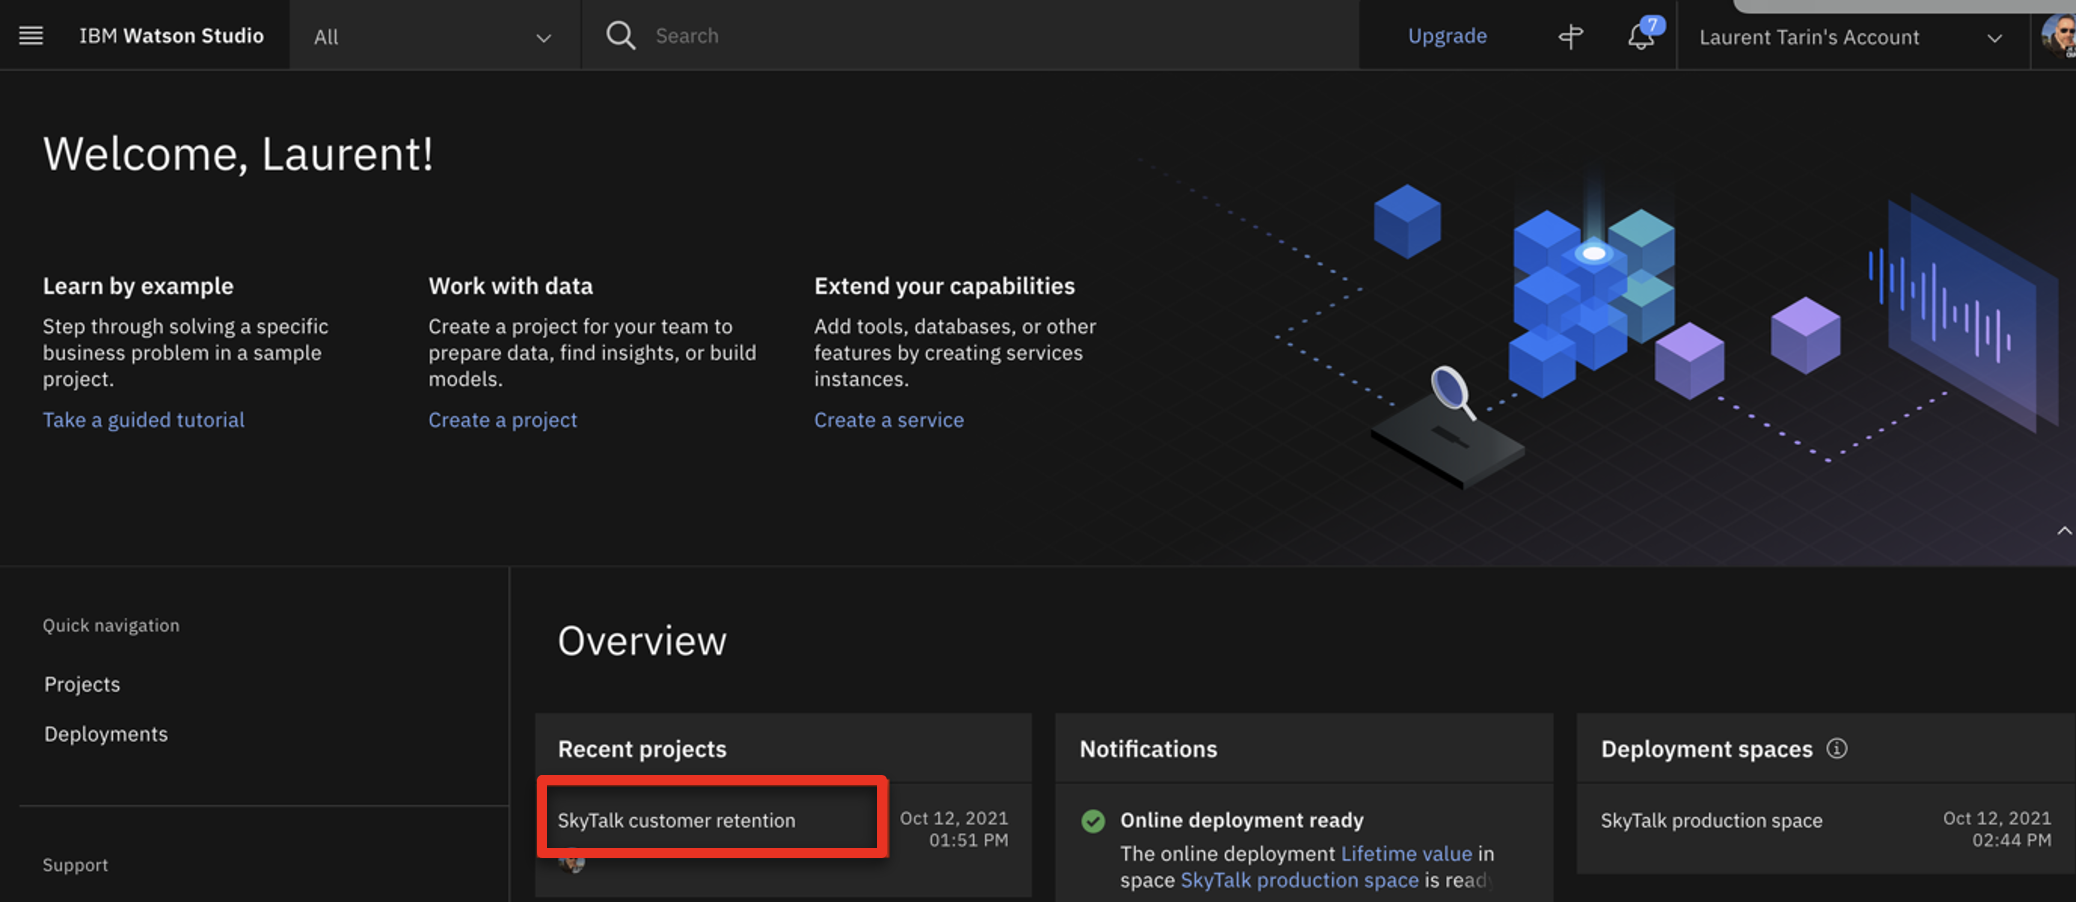 IBM Watson Studio
All
Search
Upgrade
7
Laurent Tarin's Account
Welcome, Laurent!
Learn by example
Step through solving a specific
business problem in a sample
project.
Take a guided tutorial
Work with data
Create a project for your team to
prepare data, find insights, or build
models.
Create a project
Extend your capabilities
Add tools, databases, or other
features by creating services
instances.
Create a service
Quick navigation
Projects
Deployments
Support
Overview
Recent projects
SkyTalk customer retention
Oct 12, 2021
01:51 PM
Notifications
Online deployment ready
The online deployment Lifetime value in
space SkyTalk production space is ready
Deployment spaces
SkyTalk production space
Oct 12, 2021
02:44 PM